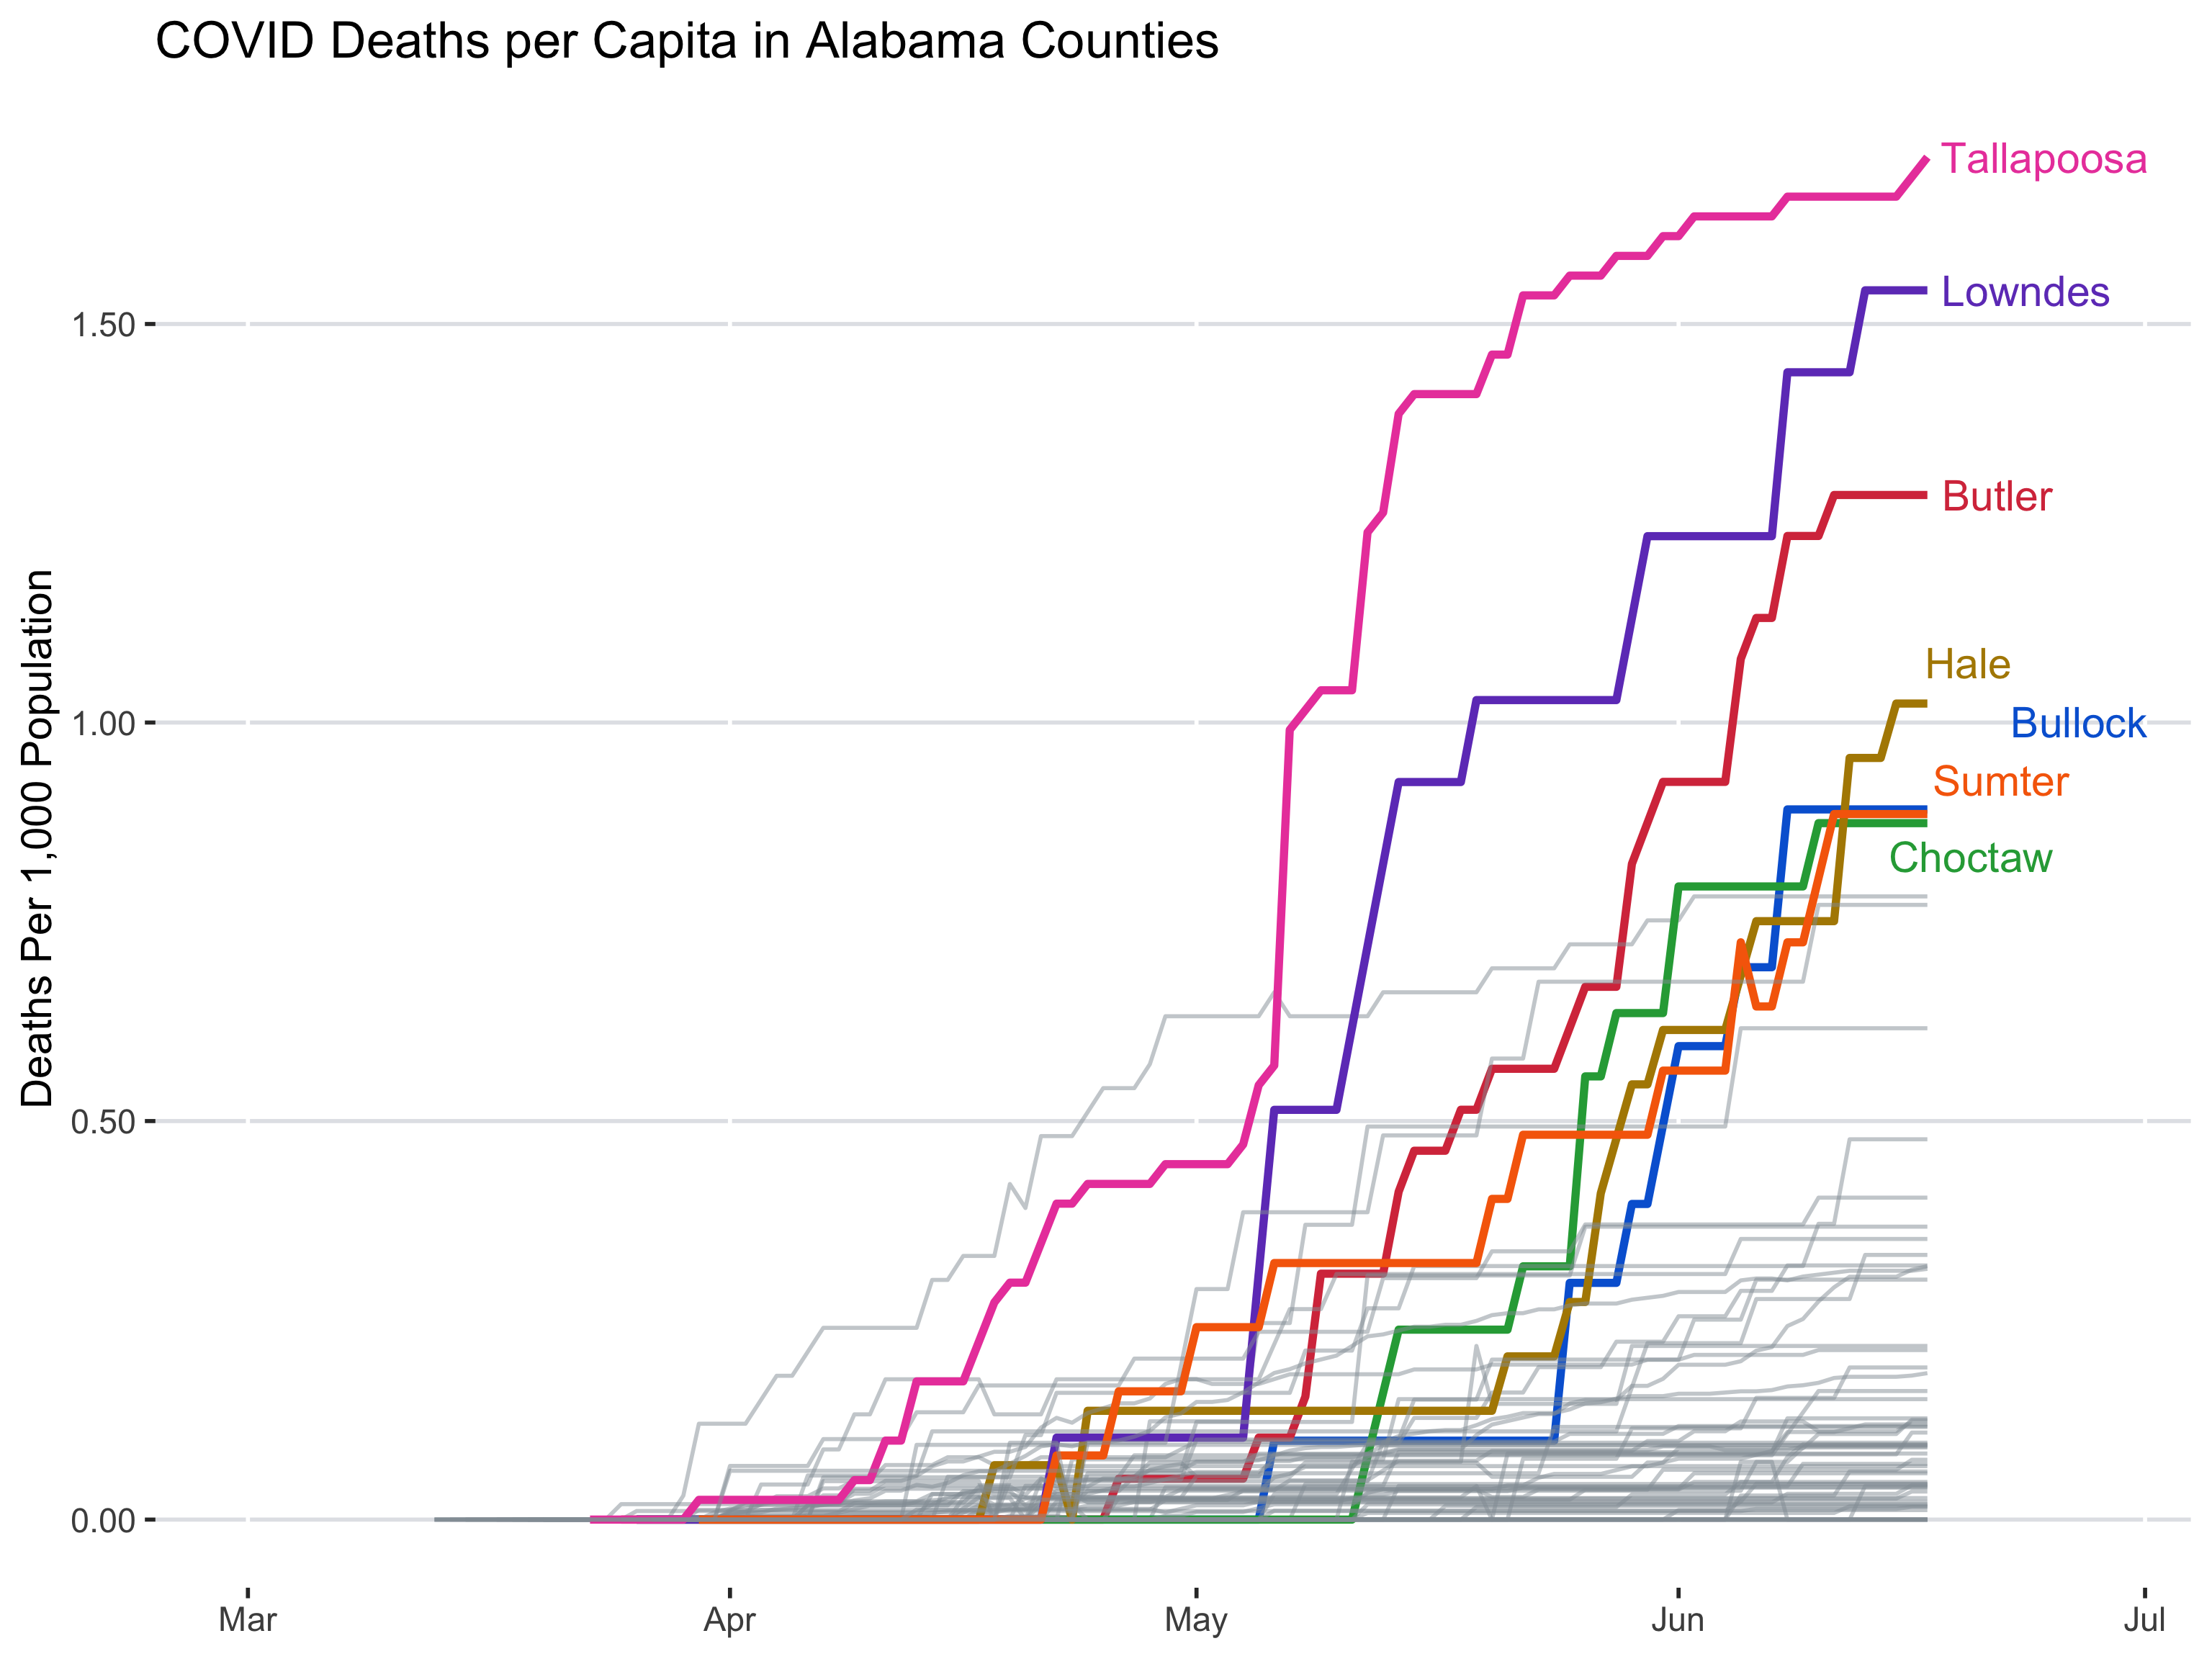 COVID Deaths per Capita in Alabama Counties
Deaths Per 1,000 Population
1.50
1.00
0.50
0.00
Tallapoosa
Lowndes
Butler
Hale
Bullock
Sumter
Choctaw
Mar
Apr
May
Jun
Jul